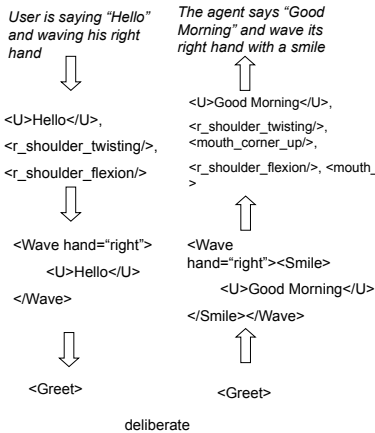 User is saying “Hello”
and waving his right
hand
<U>Hello</U>,
<r_shoulder_twisting/>,
<r_shoulder_flexion/>
<Wave hand=“right”>
<U>Hello</U>
</Wave>
<Greet>
The agent says “Good
Morning” and wave its
right hand with a smile
<U>Good Morning</U>,
<r_shoulder_twisting/>,
<mouth_corner_up/>,
<r_shoulder_flexion/>, <mouth_
>
<Wave
hand=“right”><Smile>
<U>Good Morning</U>
</Smile></Wave>
<Greet>
deliberate